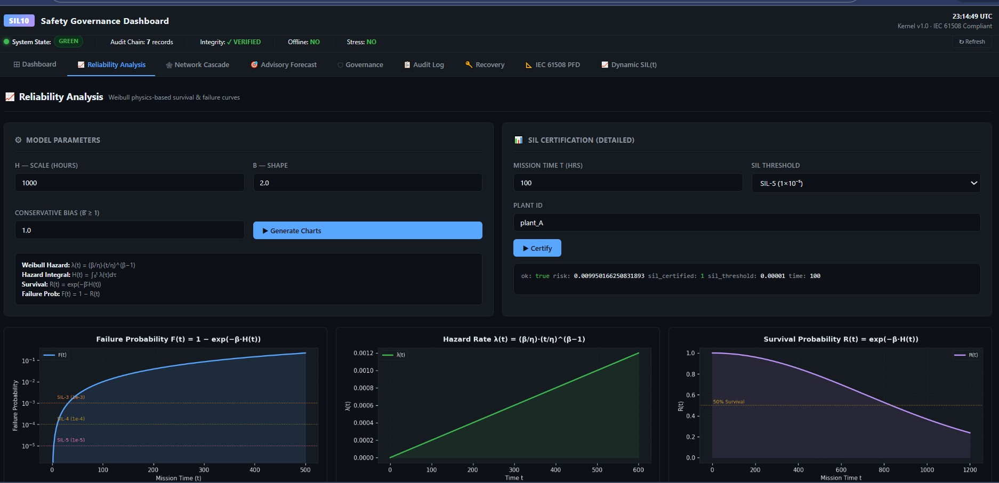 SIL10 Safety Governance Dashboard
23:14:49 UTC
Kernel v1.0 · IEC 61508 Compliant
System State: GREEN Audit Chain: 7 records Integrity: ✓ VERIFIED Offline: NO Stress: NO ↻ Refresh
Dashboard Reliability Analysis Network Cascade Advisory Forecast Governance Audit Log Recovery IEC 61508 PFD Dynamic SIL(t)
Reliability Analysis Weibull physics-based survival & failure curves
MODEL PARAMETERS
H — SCALE (HOURS) B — SHAPE
1000 2.0
CONSERVATIVE BIAS (B̂ ≥ 1)
1.0 ▶ Generate Charts
Weibull Hazard: λ(t) = (β/η)·(t/η)^(β−1)
Hazard Integral: H(t) = ∫₀ᵗ λ(τ)dτ
Survival: R(t) = exp(−β̂·H(t))
Failure Prob: F(t) = 1 − R(t)
SIL CERTIFICATION (DETAILED)
MISSION TIME T (HRS) SIL THRESHOLD
100 SIL-5 (1×10⁻⁵)
PLANT ID
plant_A
▶ Certify
ok: true risk: 0.009950166250831893 sil_certified: 1 sil_threshold: 0.00001 time: 100
Failure Probability F(t) = 1 − exp(−β·H(t))
F(t)
Failure Probability
10⁻¹
10⁻²
10⁻³
10⁻⁴
10⁻⁵
SIL-3 (1e-3)
SIL-4 (1e-4)
SIL-5 (1e-5)
0 100 200 300 400 500
Mission Time (t)
Hazard Rate λ(t) = (β/η)·(t/η)^(β−1)
λ(t)
λ(t)
0.0012
0.0010
0.0008
0.0006
0.0004
0.0002
0.0000
0 100 200 300 400 500 600
Time t
Survival Probability R(t) = exp(−β·H(t))
R(t)
R(t)
1.0
0.8
0.6
50% Survival
0.4
0.2
0.0
0 200 400 600 800 1000 1200
Mission Time t